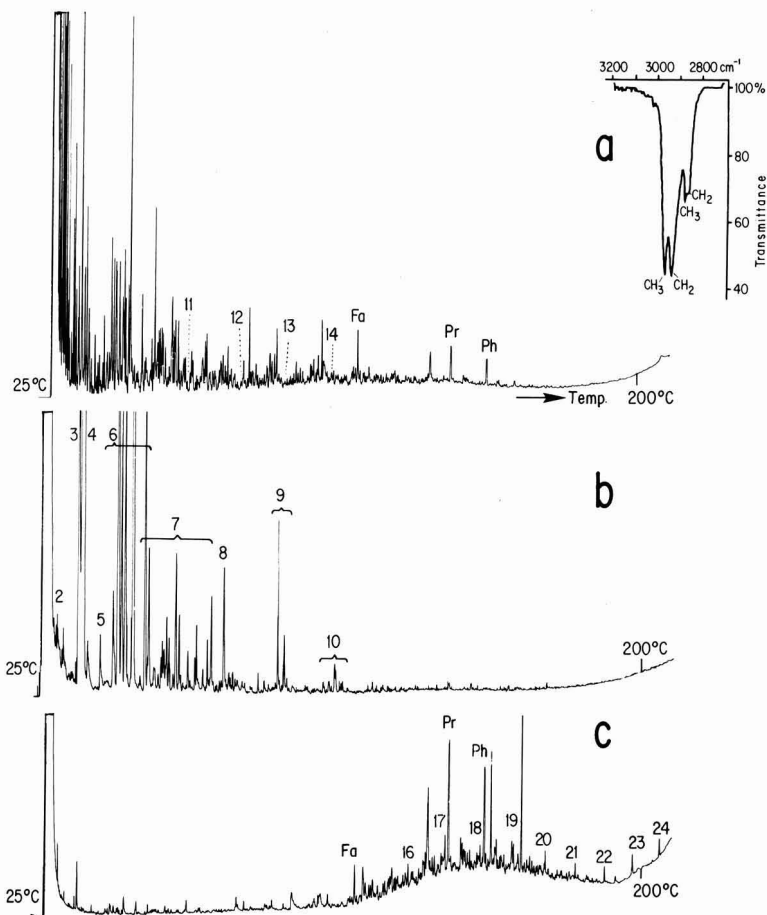 3200 3000 2800 cm⁻¹
100%
a
80
CH₂
CH₃
60
Transmittance
CH₃ CH₂
40
11
12
13
14
Fa
Pr
Ph
25°C
Temp. 200°C
b
3 4 6
9
7
8
2
5
10
200°C
25°C
c
Pr
Ph
19
17
18
Fa
16
20
21
22
23
24
200°C
25°C